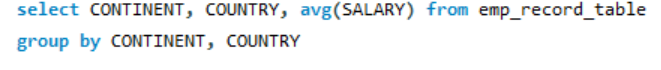 select CONTINENT, COUNTRY, avg(SALARY) from emp_record_table
group by CONTINENT, COUNTRY